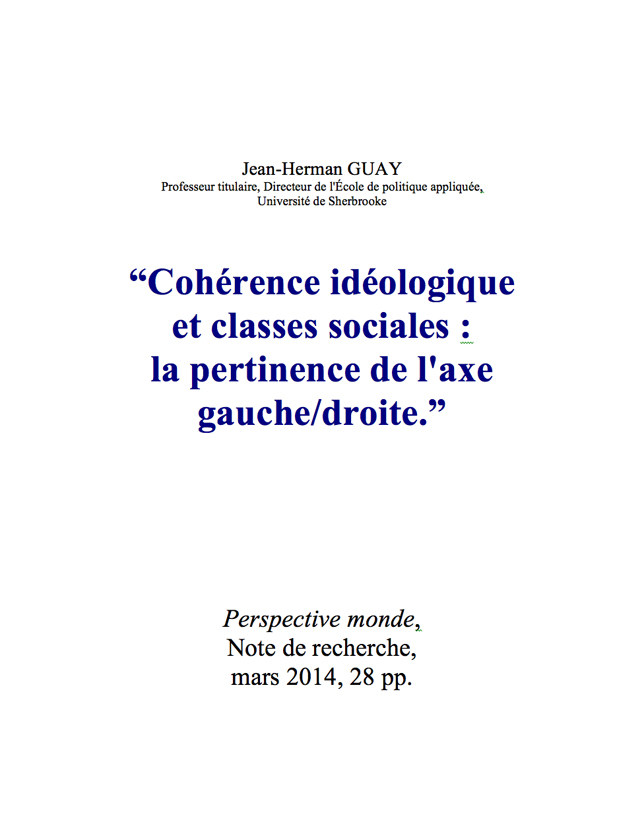 Jean-Herman GUAY
Professeur titulaire, Directeur de l'École de politique appliquée,
Université de Sherbrooke
“Cohérence idéologique
et classes sociales :
la pertinence de l'axe
gauche/droite.”
Perspective monde,
Note de recherche,
mars 2014, 28 pp.